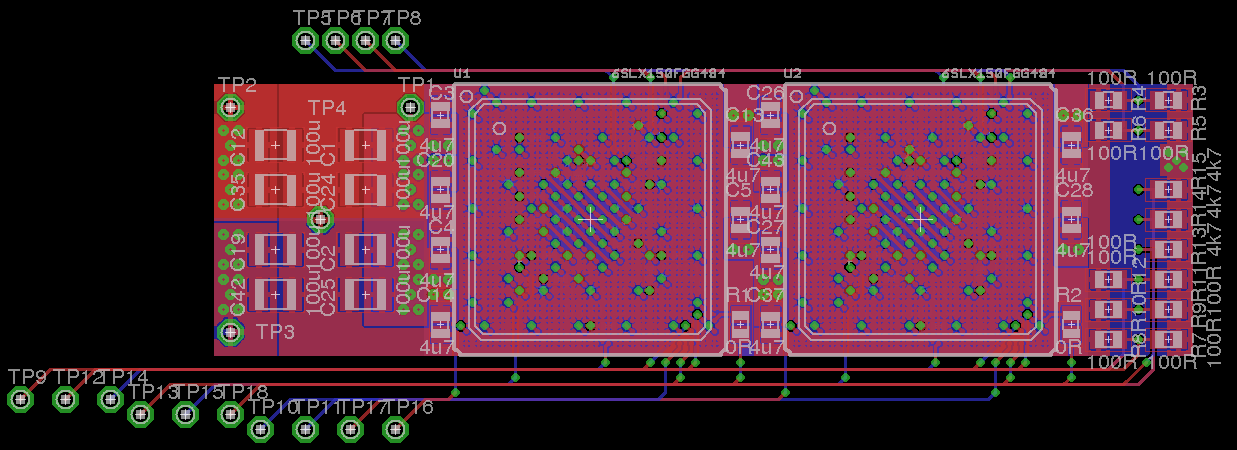 TP5 TP6 TP7 TP8
U1 6SLX150FGG484 U2 6SLX150FGG484
TP2 TP1 C3 C26 100R 100R
TP4 C13 C36 R4 R3
C12 100u C1 100u R6 R5
4u7 4u7 4u7 100R 100R
C20 C43 R15
C35 100u C24 100u 4u7 4u7 C28 4k7
4u7 C5 R14 4k7
C4 C27 R13 4k7
C19 100u C2 100u 4u7 4u7 100R
4u7 4u7 100R R12 R11
C42 100u C25 100u C14 R1 C37 R2 R10 R9 100R
TP3 R8 R7 100R
4u7 0R 4u7 0R 100R 100R
TP9 TP12 TP14
TP13 TP15 TP18
TP10 TP11 TP17 TP16